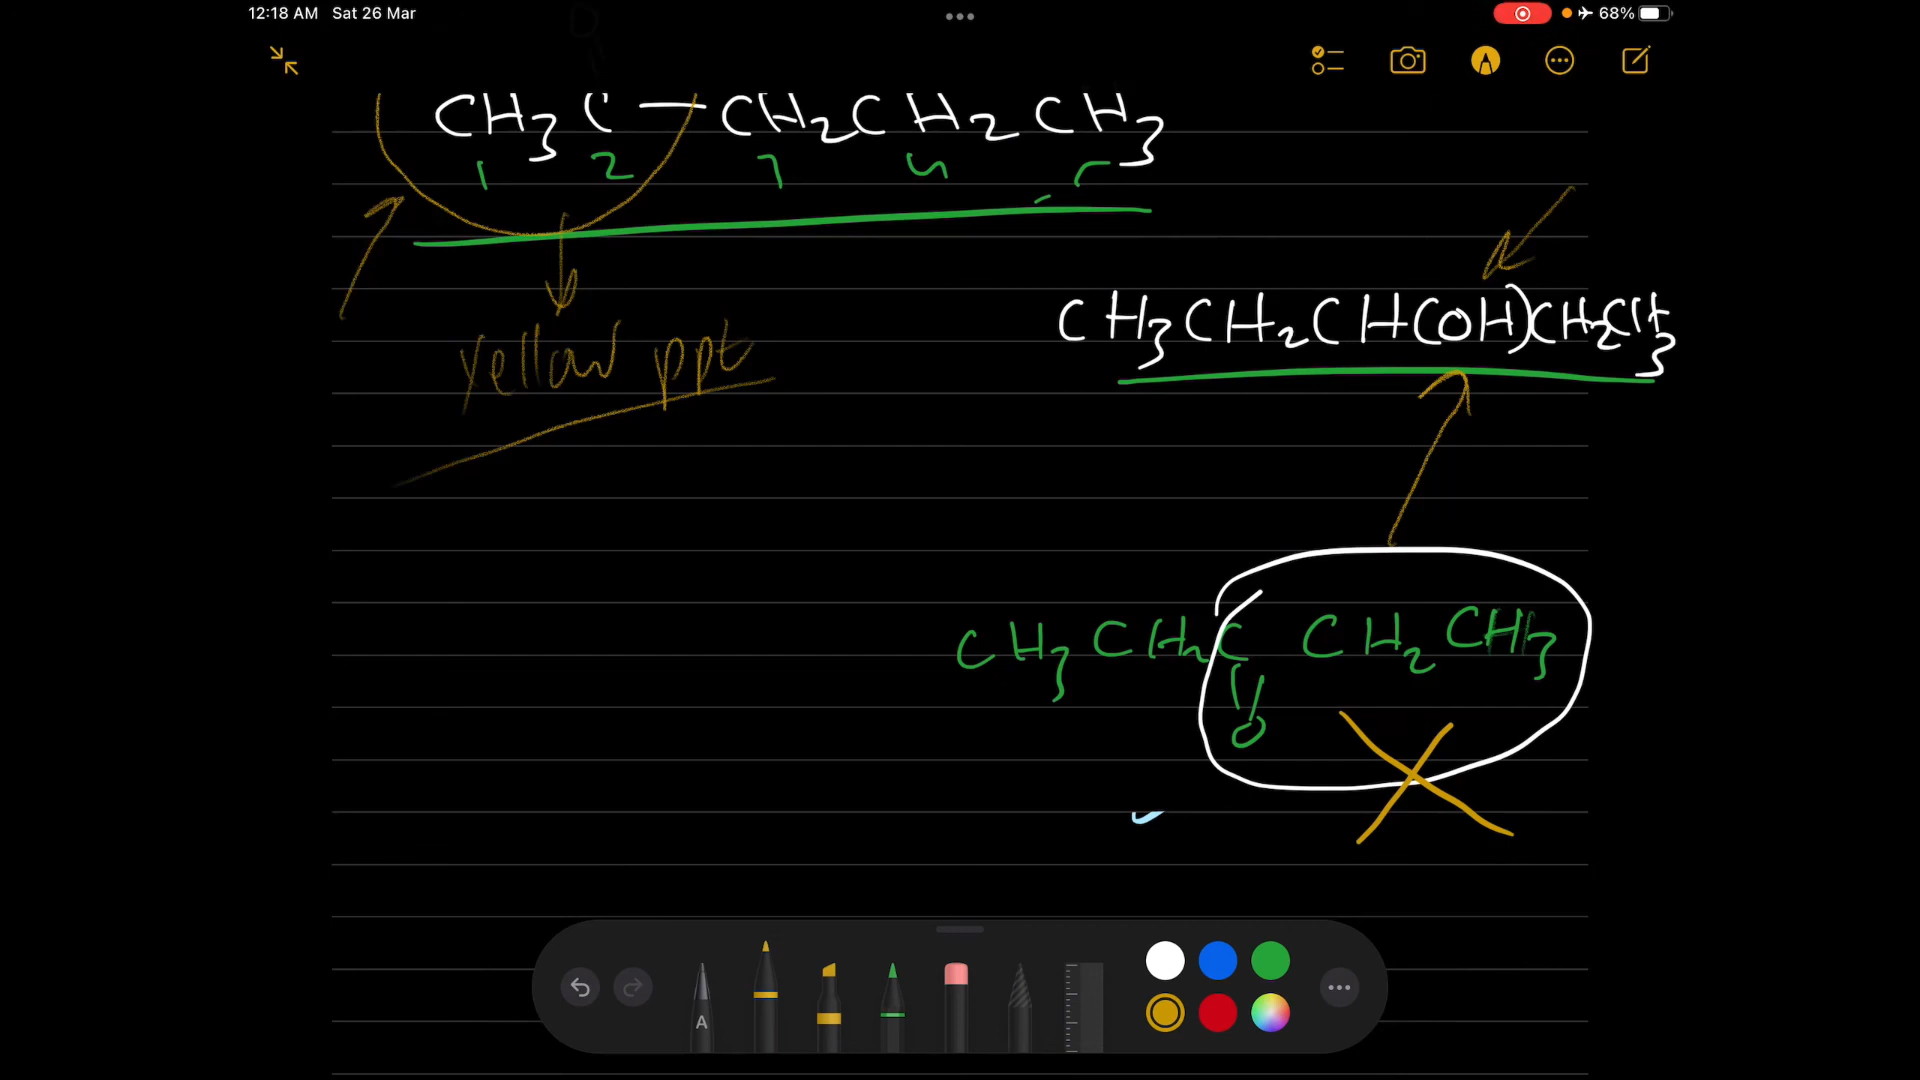 12:18 AM Sat 26 Mar
68%
CH3 C — CH2CH2CH3
1 2 3 4 5
yellow ppt
CH3CH2CH(OH)CH2CH3
CH3CH2C CH2CH3
O
A